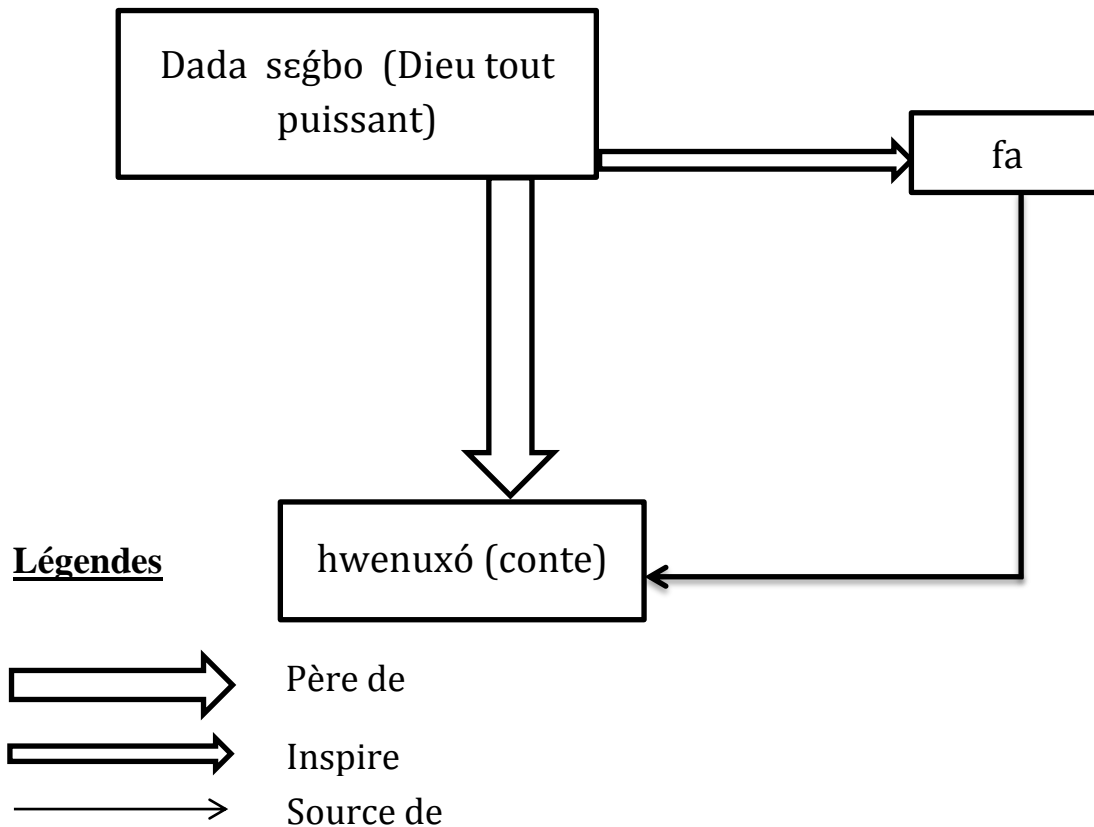 Dada sɛǵbo (Dieu tout
puissant)
fa
hwenuxó (conte)
Légendes
Père de
Inspire
Source de